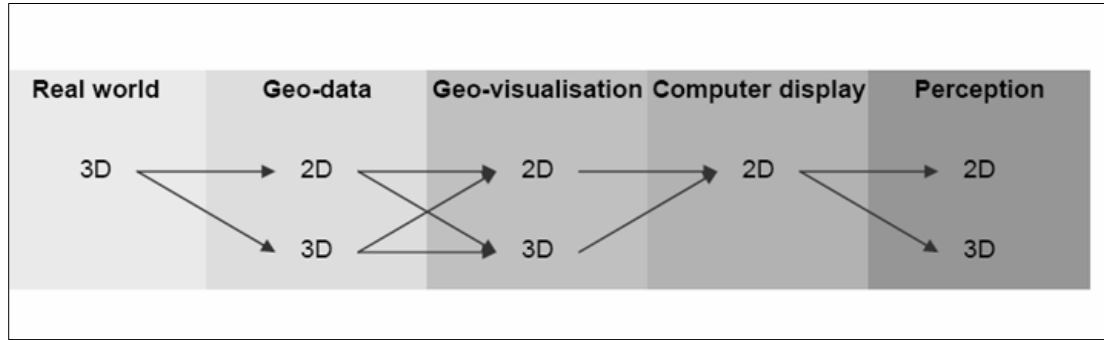 Real world Geo-data Geo-visualisation Computer display Perception
3D 2D 2D 2D 2D
3D 3D 3D